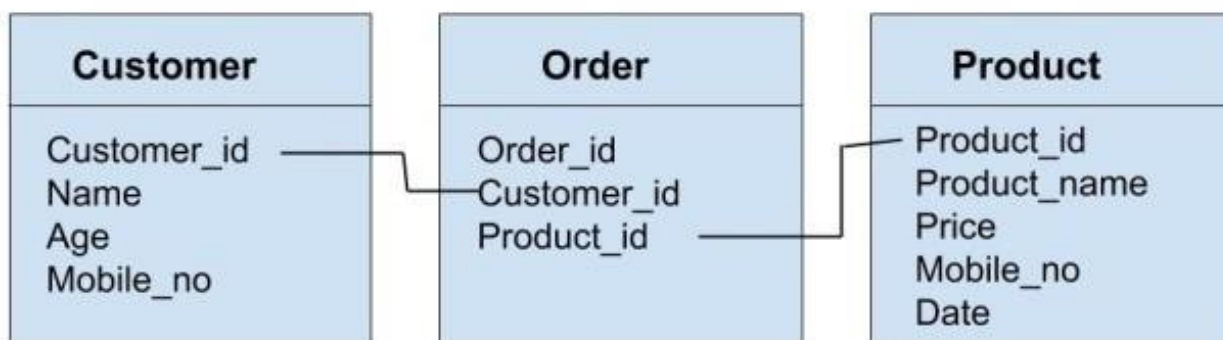 Customer
Customer_id
Name
Age
Mobile_no
Order
Order_id
Customer_id
Product_id
Product
Product_id
Product_name
Price
Mobile_no
Date